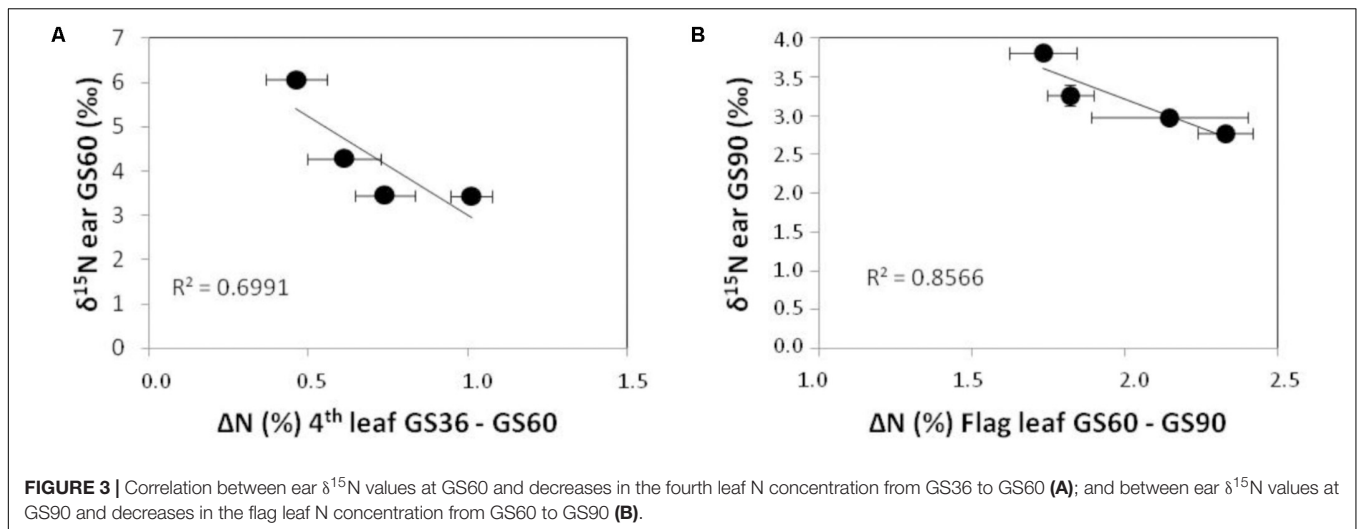 A
7
6
5
4
3
2
1
0
δ¹⁵N ear GS60 (‰)
R² = 0.6991
0.0 0.5 1.0 1.5
ΔN (%) 4ᵗʰ leaf GS36 - GS60
B
4.0
3.5
3.0
2.5
2.0
1.5
1.0
0.5
0.0
δ¹⁵N ear GS90 (‰)
R² = 0.8566
1.0 1.5 2.0 2.5
ΔN (%) Flag leaf GS60 - GS90
FIGURE 3 | Correlation between ear δ¹⁵N values at GS60 and decreases in the fourth leaf N concentration from GS36 to GS60 (A); and between ear δ¹⁵N values at
GS90 and decreases in the flag leaf N concentration from GS60 to GS90 (B).